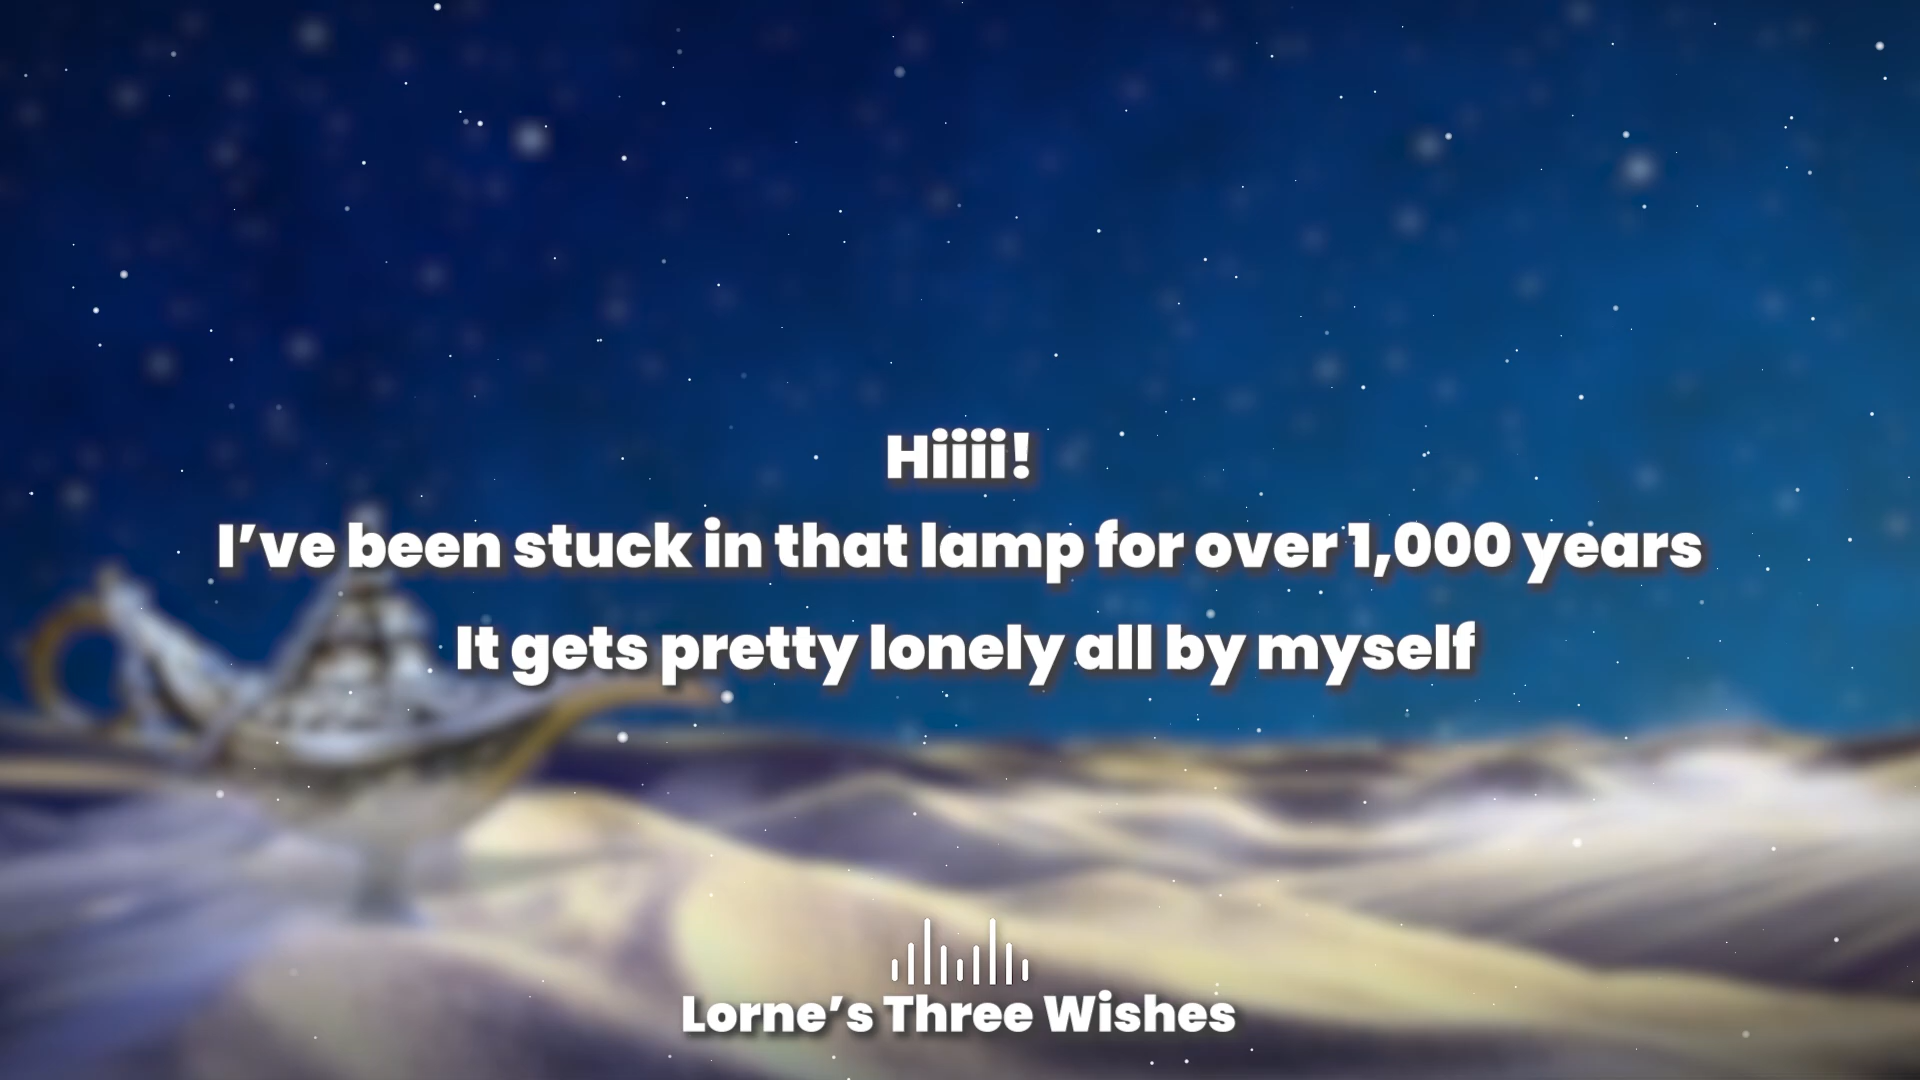 Hiiii!
I’ve been stuck in that lamp for over 1,000 years
It gets pretty lonely all by myself
Lorne’s Three Wishes